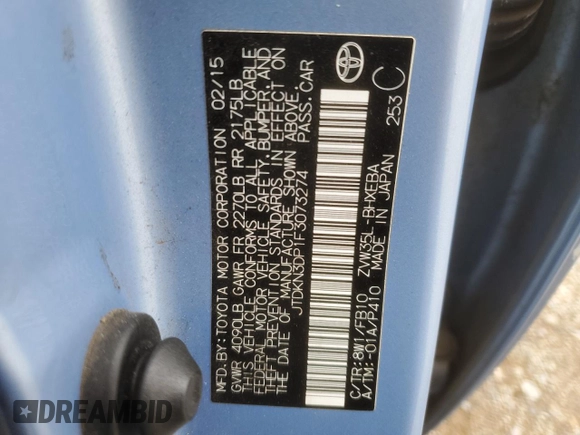 MFD.BY:TOYOTA MOTOR CORPORATION 02/15
GVWR 4090LB GAWR FR 2270LB RR 2175LB
THIS VEHICLE CONFORMS TO ALL APPLICABLE
FEDERAL MOTOR VEHICLE SAFETY, BUMPER, AND
THEFT PREVENTION STANDARDS IN EFFECT ON
THE DATE OF MANUFACTURE SHOWN ABOVE.
JTDKN3DP1F3073274 PASS.CAR
C/TR:8W1/FB10 ZVW35L-BHXEBA
A/TM:-01A/P410 MADE IN JAPAN 253 C
DREAMBID